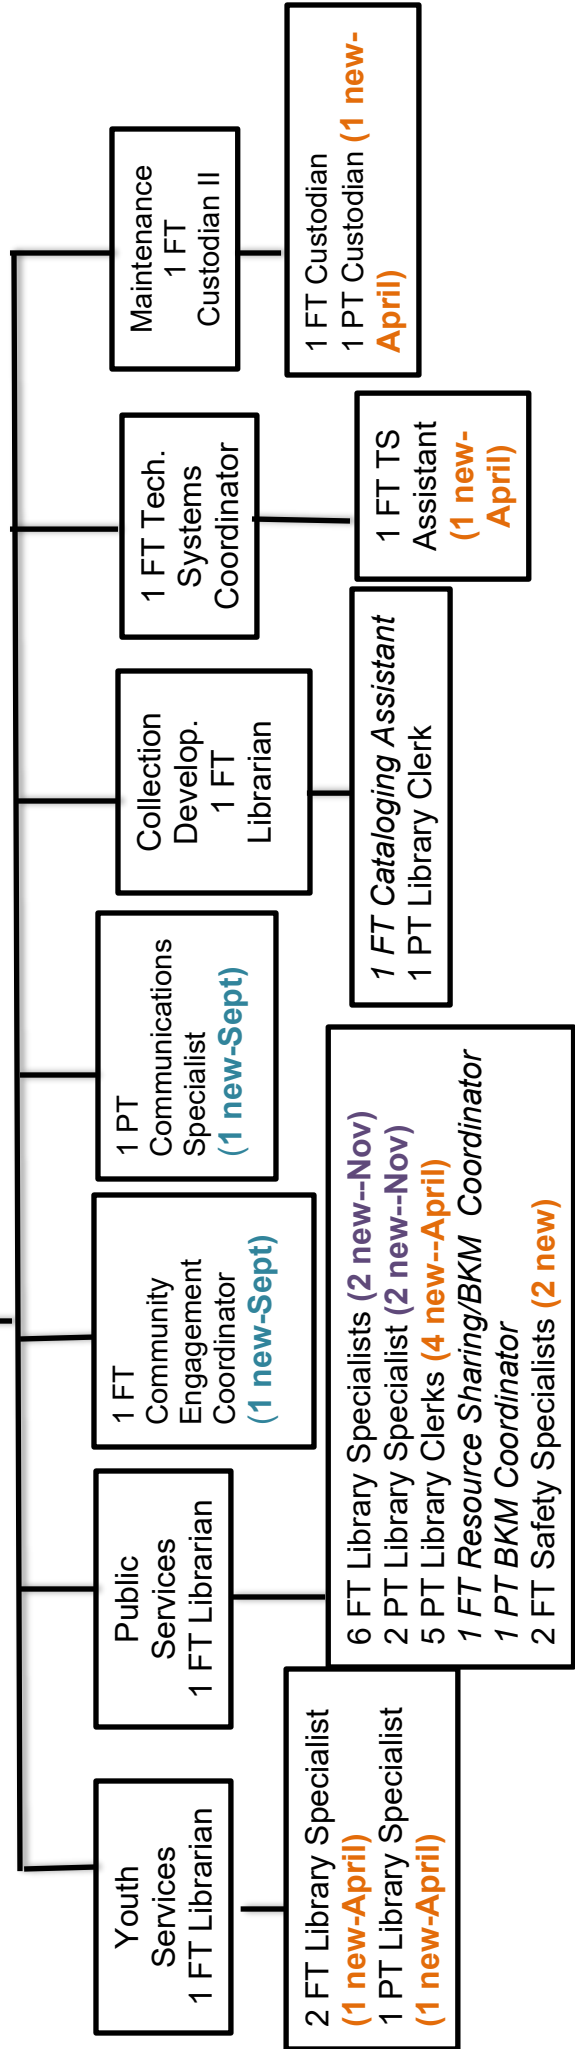 Youth
Services
1 FT Librarian
2 FT Library Specialist
(1 new-April)
1 PT Library Specialist
(1 new-April)
Public
Services
1 FT Librarian
6 FT Library Specialists (2 new--Nov)
2 PT Library Specialist (2 new--Nov)
5 PT Library Clerks (4 new--April)
1 FT Resource Sharing/BKM Coordinator
1 PT BKM Coordinator
2 FT Safety Specialists (2 new)
1 FT
Community
Engagement
Coordinator
(1 new-Sept)
1 PT
Communications
Specialist
(1 new-Sept)
Collection
Develop.
1 FT
Librarian
1 FT Cataloging Assistant
1 PT Library Clerk
1 FT Tech.
Systems
Coordinator
1 FT TS
Assistant
(1 new-
April)
Maintenance
1 FT
Custodian II
1 FT Custodian
1 PT Custodian (1 new-
April)